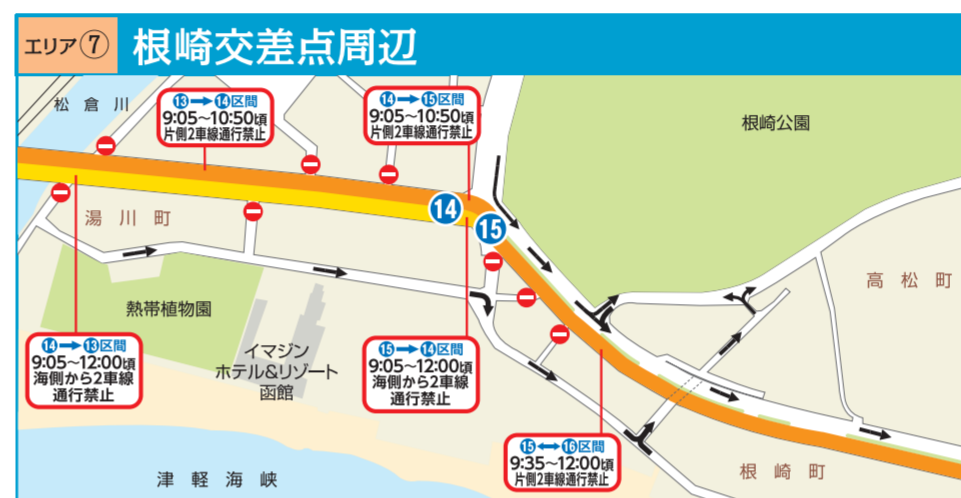 エリア⑦ 根崎交差点周辺
松倉川
⑬→⑭区間
9:05～10:50頃
片側2車線通行禁止
⑭→⑮区間
9:05～10:50頃
片側2車線通行禁止
根崎公園
湯川町
⑭
⑮
高松町
熱帯植物園
イマジン
ホテル&リゾート
函館
⑭→⑬区間
9:05～12:00頃
海側から2車線
通行禁止
⑮→⑭区間
9:05～12:00頃
海側から2車線
通行禁止
⑮↔⑯区間
9:35～12:00頃
片側2車線通行禁止
根崎町
津軽海峡